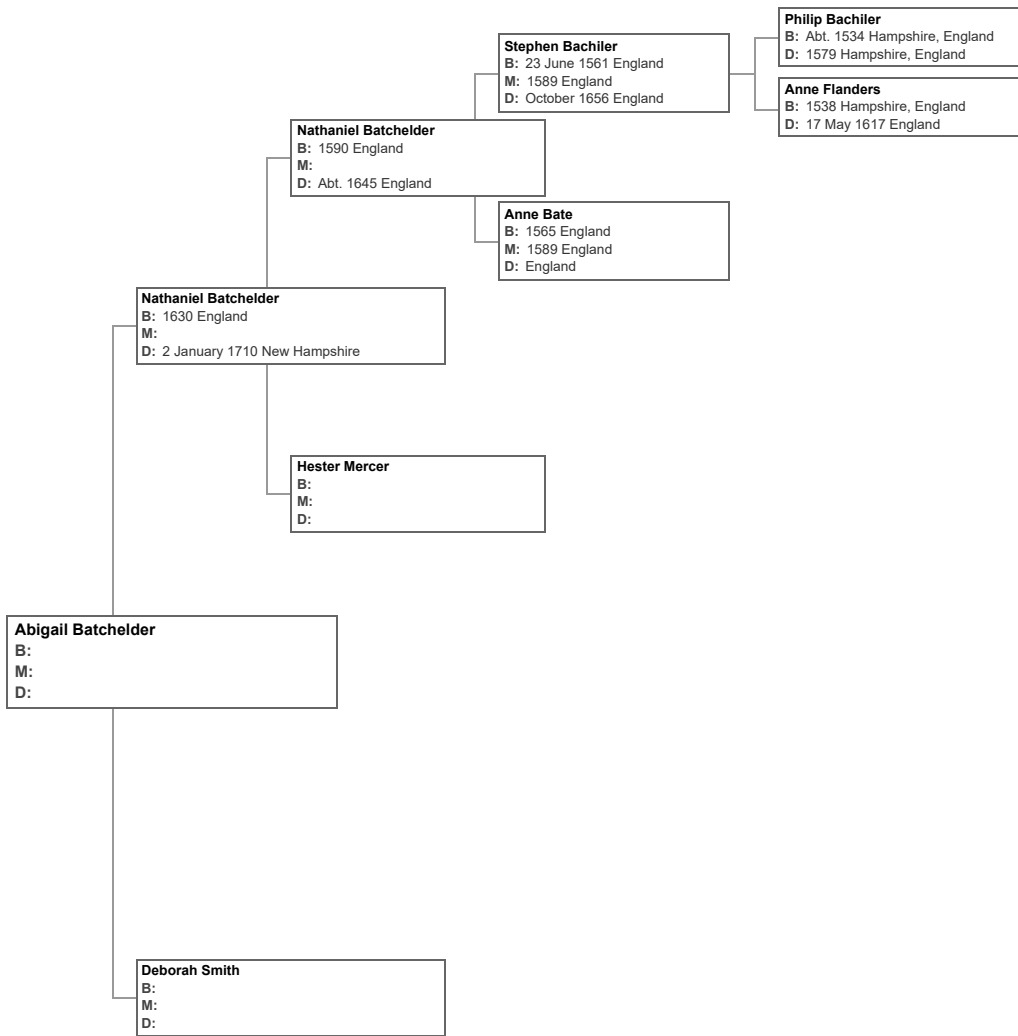 Philip Bachiler
B: Abt. 1534 Hampshire, England
D: 1579 Hampshire, England
Stephen Bachiler
B: 23 June 1561 England
M: 1589 England
D: October 1656 England
Anne Flanders
B: 1538 Hampshire, England
D: 17 May 1617 England
Nathaniel Batchelder
B: 1590 England
M:
D: Abt. 1645 England
Anne Bate
B: 1565 England
M: 1589 England
D: England
Nathaniel Batchelder
B: 1630 England
M:
D: 2 January 1710 New Hampshire
Hester Mercer
B:
M:
D:
Abigail Batchelder
B:
M:
D:
Deborah Smith
B:
M:
D: